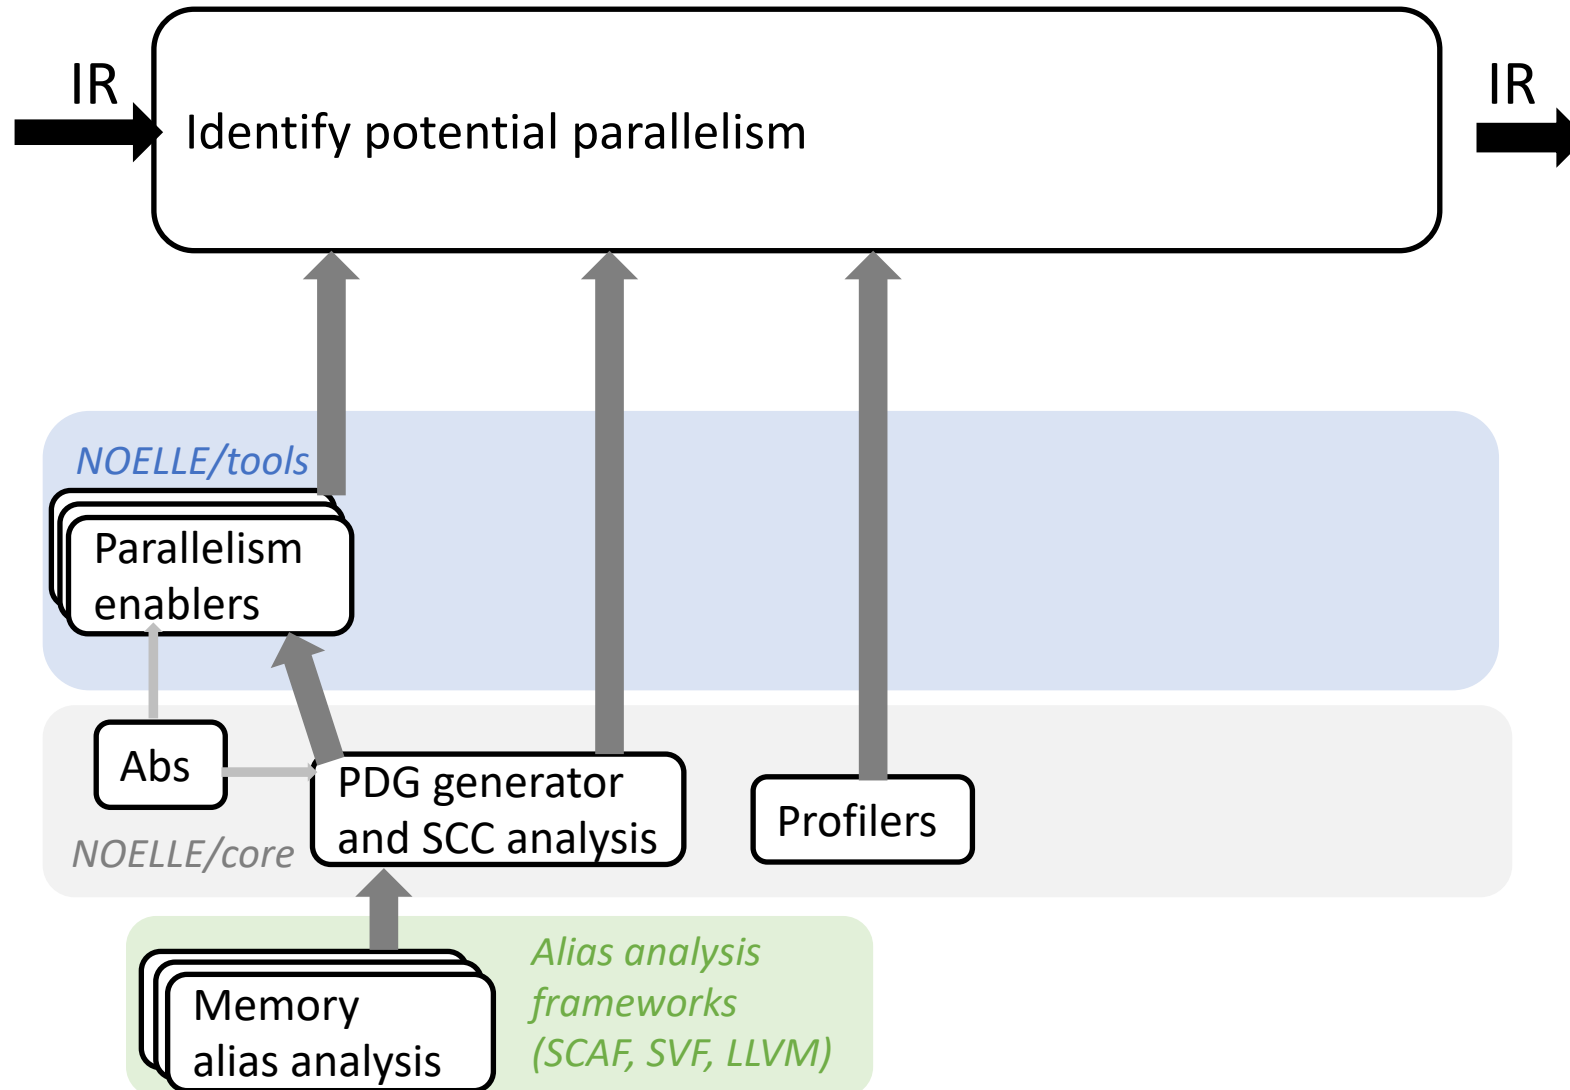 IR
IR
Identify potential parallelism
NOELLE/tools
Parallelism
enablers
Abs
PDG generator
and SCC analysis
Profilers
NOELLE/core
Memory
alias analysis
Alias analysis
frameworks
(SCAF, SVF, LLVM)